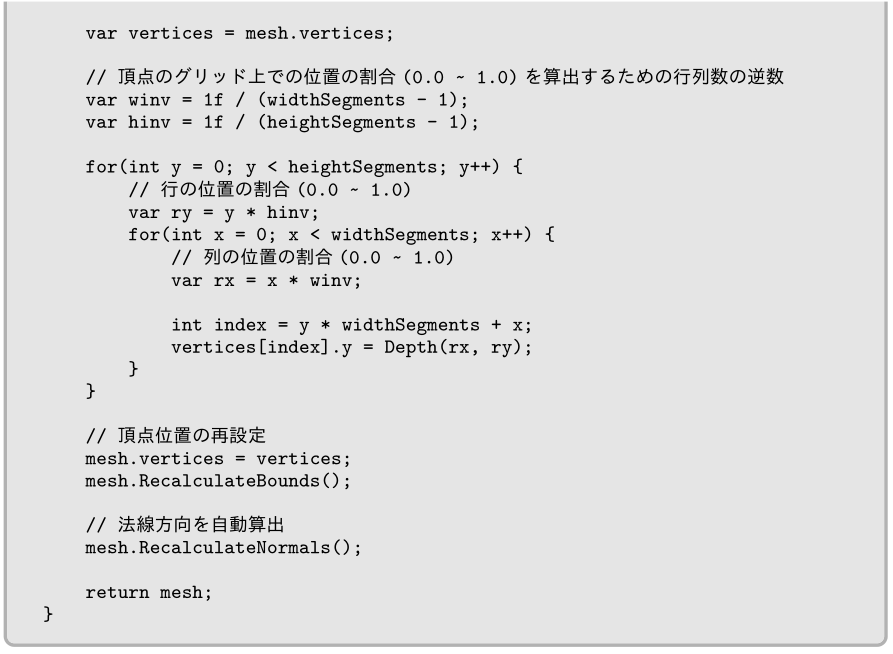 var vertices = mesh.vertices;
// 頂点のグリッド上での位置の割合 (0.0 ~ 1.0) を算出するための行列数の逆数
var winv = 1f / (widthSegments - 1);
var hinv = 1f / (heightSegments - 1);
for(int y = 0; y < heightSegments; y++) {
// 行の位置の割合 (0.0 ~ 1.0)
var ry = y * hinv;
for(int x = 0; x < widthSegments; x++) {
// 列の位置の割合 (0.0 ~ 1.0)
var rx = x * winv;
int index = y * widthSegments + x;
vertices[index].y = Depth(rx, ry);
}
}
// 頂点位置の再設定
mesh.vertices = vertices;
mesh.RecalculateBounds();
// 法線方向を自動算出
mesh.RecalculateNormals();
return mesh;
}